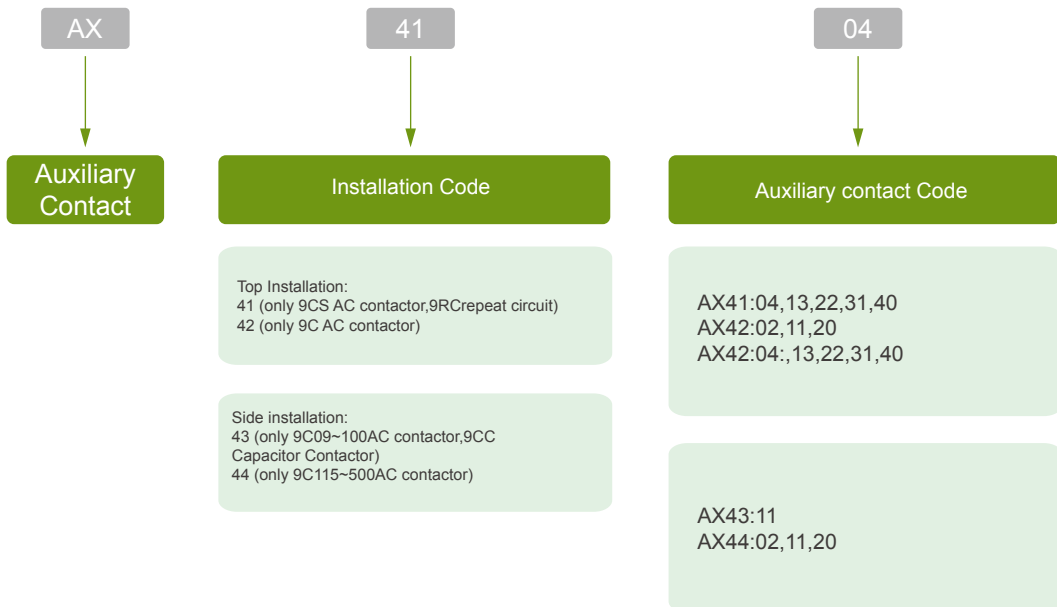 AX
41
04
Auxiliary
Contact
Installation Code
Auxiliary contact Code
Top Installation:
41 (only 9CS AC contactor,9RCrepeat circuit)
42 (only 9C AC contactor)
Side installation:
43 (only 9C09~100AC contactor,9CC
Capacitor Contactor)
44 (only 9C115~500AC contactor)
AX41:04,13,22,31,40
AX42:02,11,20
AX42:04:,13,22,31,40
AX43:11
AX44:02,11,20